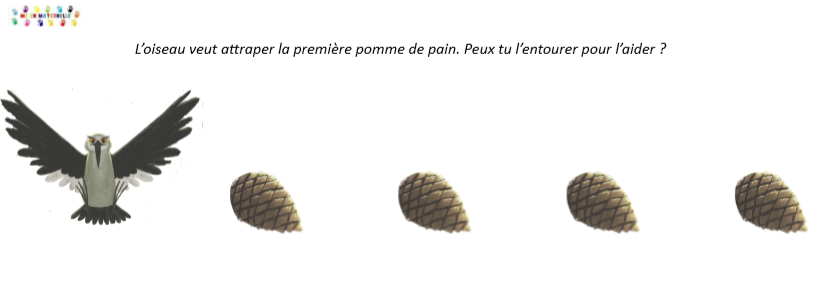 L'oiseau veut attraper la première pomme de pain. Peux tu l'entourer pour l'aider ?